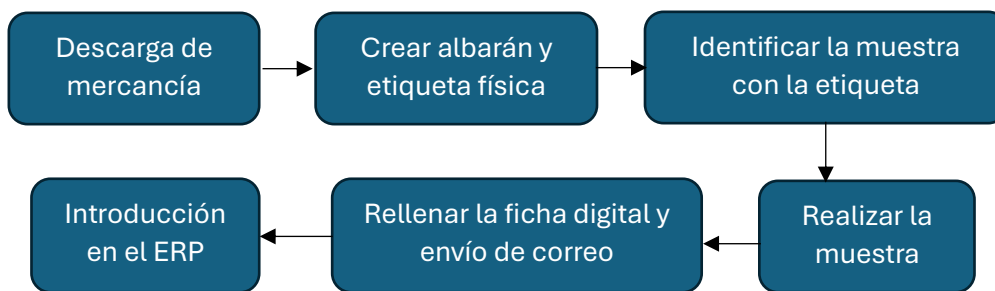 Descarga de
mercancía
Crear albarán y
etiqueta física
Identificar la muestra
con la etiqueta
Realizar la
muestra
Rellenar la ficha digital y
envío de correo
Introducción
en el ERP